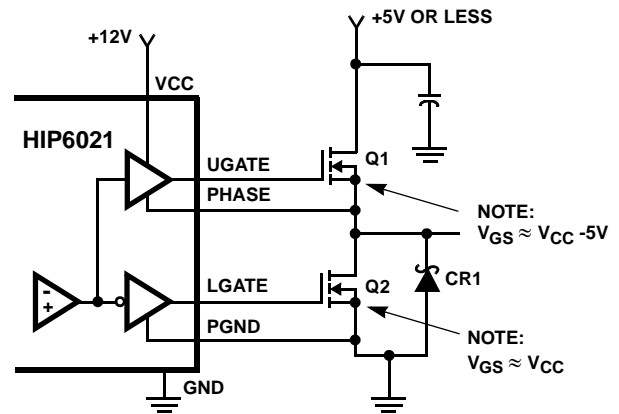 +5V OR LESS
+12V
VCC
HIP6021
UGATE
Q1
PHASE
NOTE:
VGS ≈ VCC -5V
LGATE
Q2
CR1
-
+
PGND
NOTE:
VGS ≈ VCC
GND